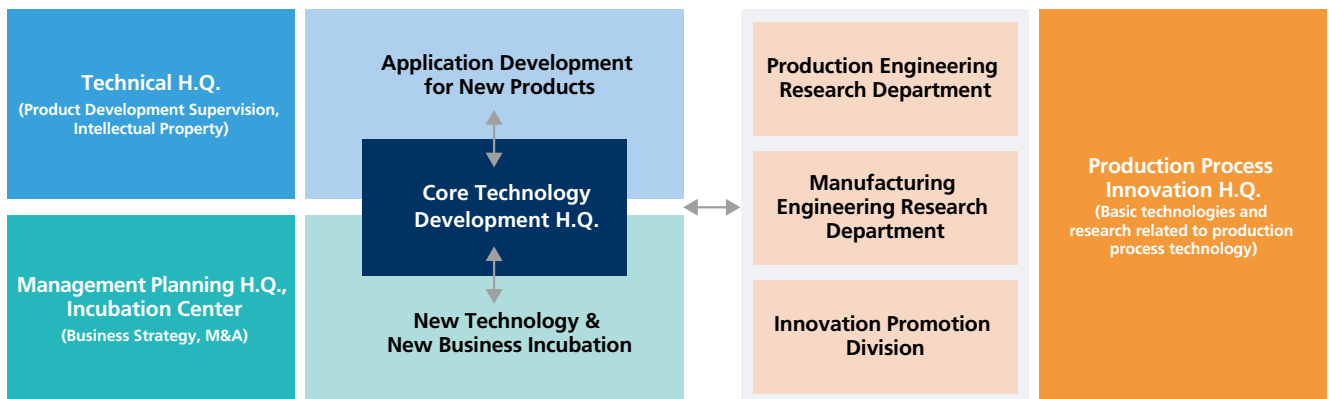 Technical H.Q.
(Product Development Supervision,
Intellectual Property)
Management Planning H.Q.,
Incubation Center
(Business Strategy, M&A)
Application Development
for New Products
Core Technology
Development H.Q.
New Technology &
New Business Incubation
Production Engineering
Research Department
Manufacturing
Engineering Research
Department
Innovation Promotion
Division
Production Process
Innovation H.Q.
(Basic technologies and
research related to production
process technology)